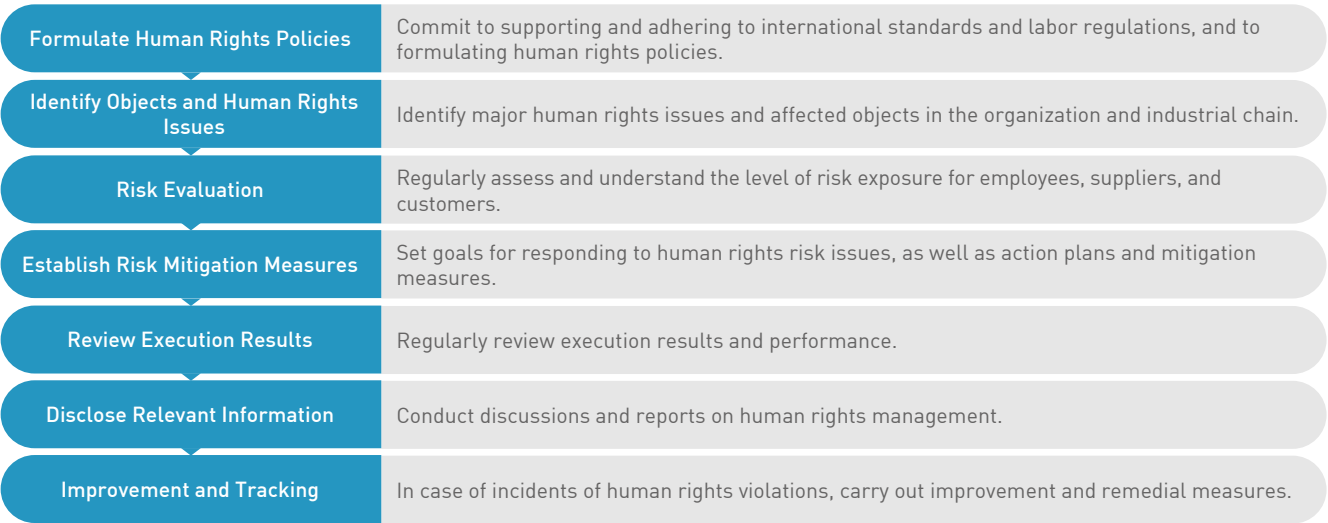 Formulate Human Rights Policies
Commit to supporting and adhering to international standards and labor regulations, and to
formulating human rights policies.
Identify Objects and Human Rights
Issues
Identify major human rights issues and affected objects in the organization and industrial chain.
Risk Evaluation
Regularly assess and understand the level of risk exposure for employees, suppliers, and
customers.
Establish Risk Mitigation Measures
Set goals for responding to human rights risk issues, as well as action plans and mitigation
measures.
Review Execution Results
Regularly review execution results and performance.
Disclose Relevant Information
Conduct discussions and reports on human rights management.
Improvement and Tracking
In case of incidents of human rights violations, carry out improvement and remedial measures.